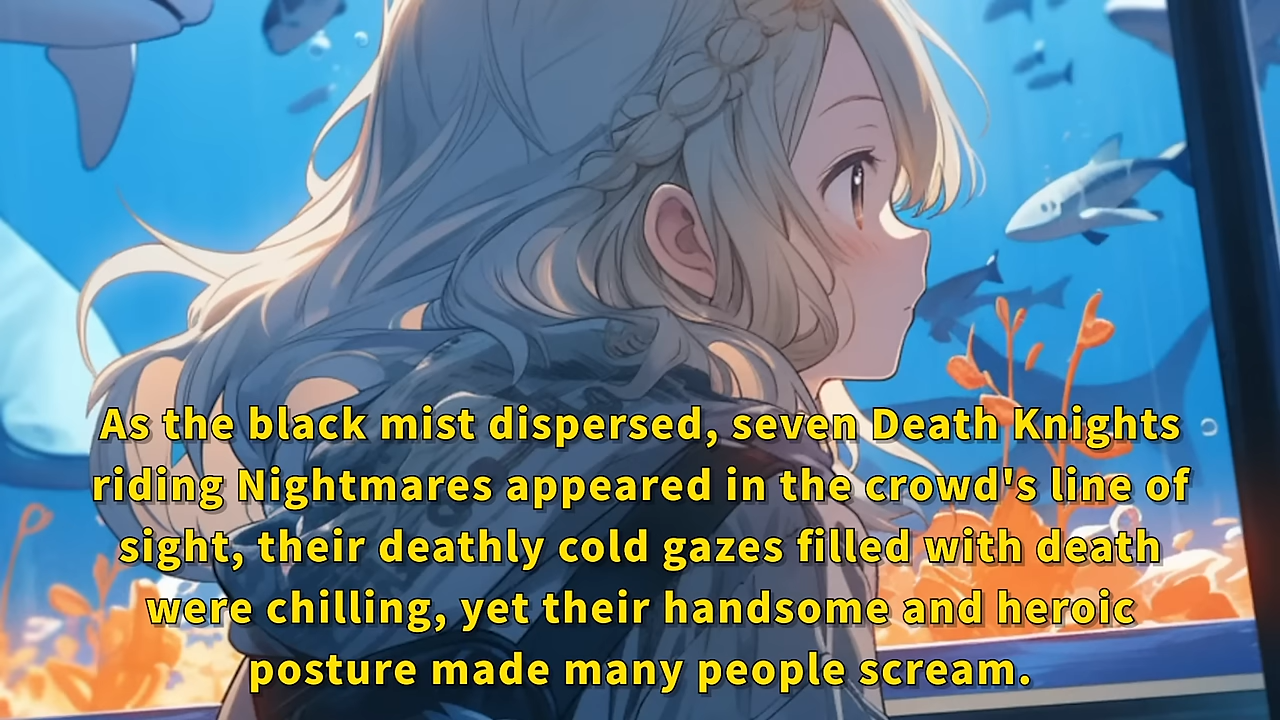 As the black mist dispersed, seven Death Knights
riding Nightmares appeared in the crowd's line of
sight, their deathly cold gazes filled with death
were chilling, yet their handsome and heroic
posture made many people scream.